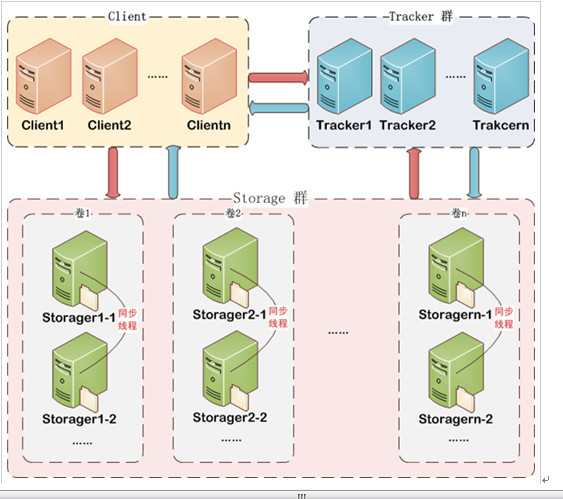 Client
Tracker 群
Client1
Client2
......
Clientn
Tracker1
Tracker2
......
Trakcern
Storage 群
卷1
卷2
卷n
Storager1-1
Storager2-1
Storagern-1
同步
线程
同步
线程
同步
线程
......
Storager1-2
Storager2-2
Storagern-2
......
......
......